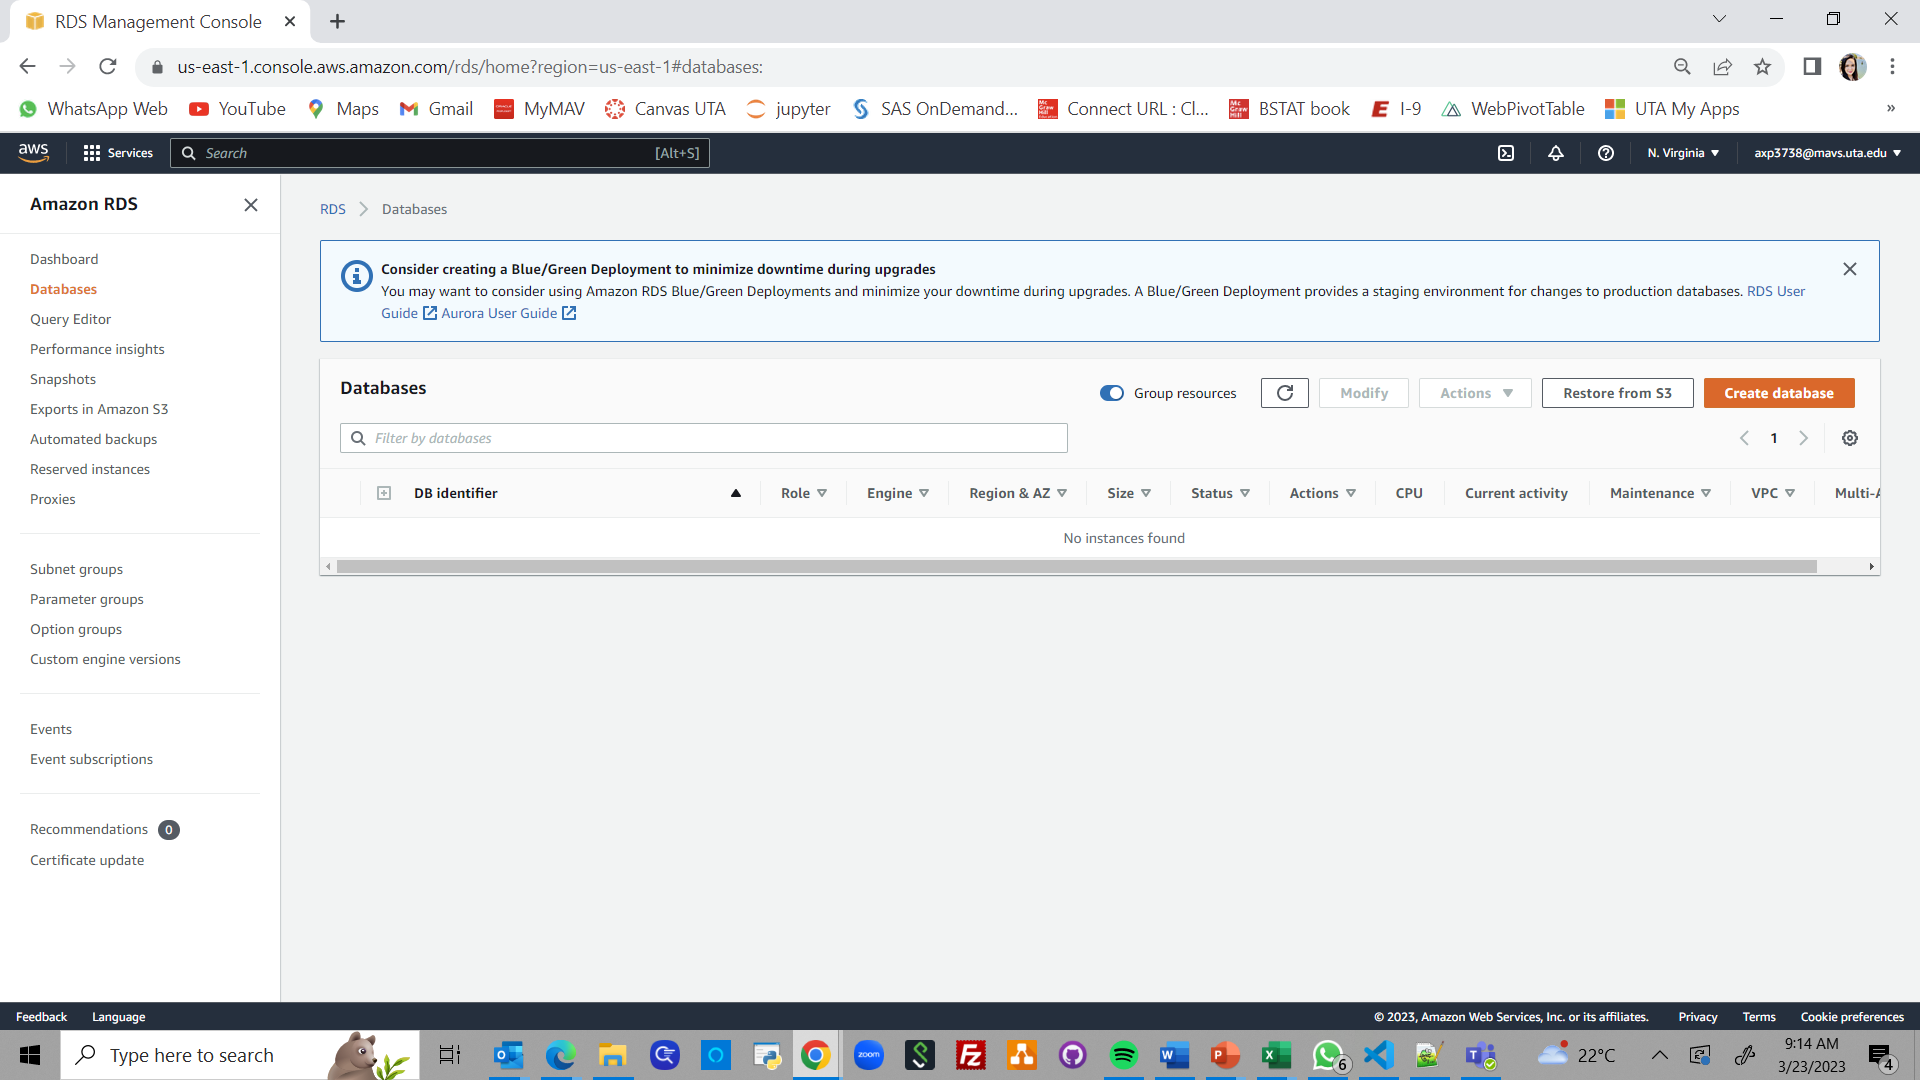 RDS Management Console
us-east-1.console.aws.amazon.com/rds/home?region=us-east-1#databases:
WhatsApp Web YouTube Maps Gmail MyMAV Canvas UTA jupyter SAS OnDemand... Connect URL : Cl... BSTAT book I-9 WebPivotTable UTA My Apps »
aws Services Search [Alt+S] N. Virginia axp3738@mavs.uta.edu
Amazon RDS
Dashboard
Databases
Query Editor
Performance insights
Snapshots
Exports in Amazon S3
Automated backups
Reserved instances
Proxies
Subnet groups
Parameter groups
Option groups
Custom engine versions
Events
Event subscriptions
Recommendations 0
Certificate update
RDS Databases
Consider creating a Blue/Green Deployment to minimize downtime during upgrades
You may want to consider using Amazon RDS Blue/Green Deployments and minimize your downtime during upgrades. A Blue/Green Deployment provides a staging environment for changes to production databases. RDS User
Guide Aurora User Guide
Databases
Group resources Modify Actions Restore from S3 Create database
Filter by databases 1
DB identifier Role Engine Region & AZ Size Status Actions CPU Current activity Maintenance VPC Multi-A
No instances found
Feedback Language © 2023, Amazon Web Services, Inc. or its affiliates. Privacy Terms Cookie preferences
Type here to search zoom 6 22°C 9:14 AM
3/23/2023 4